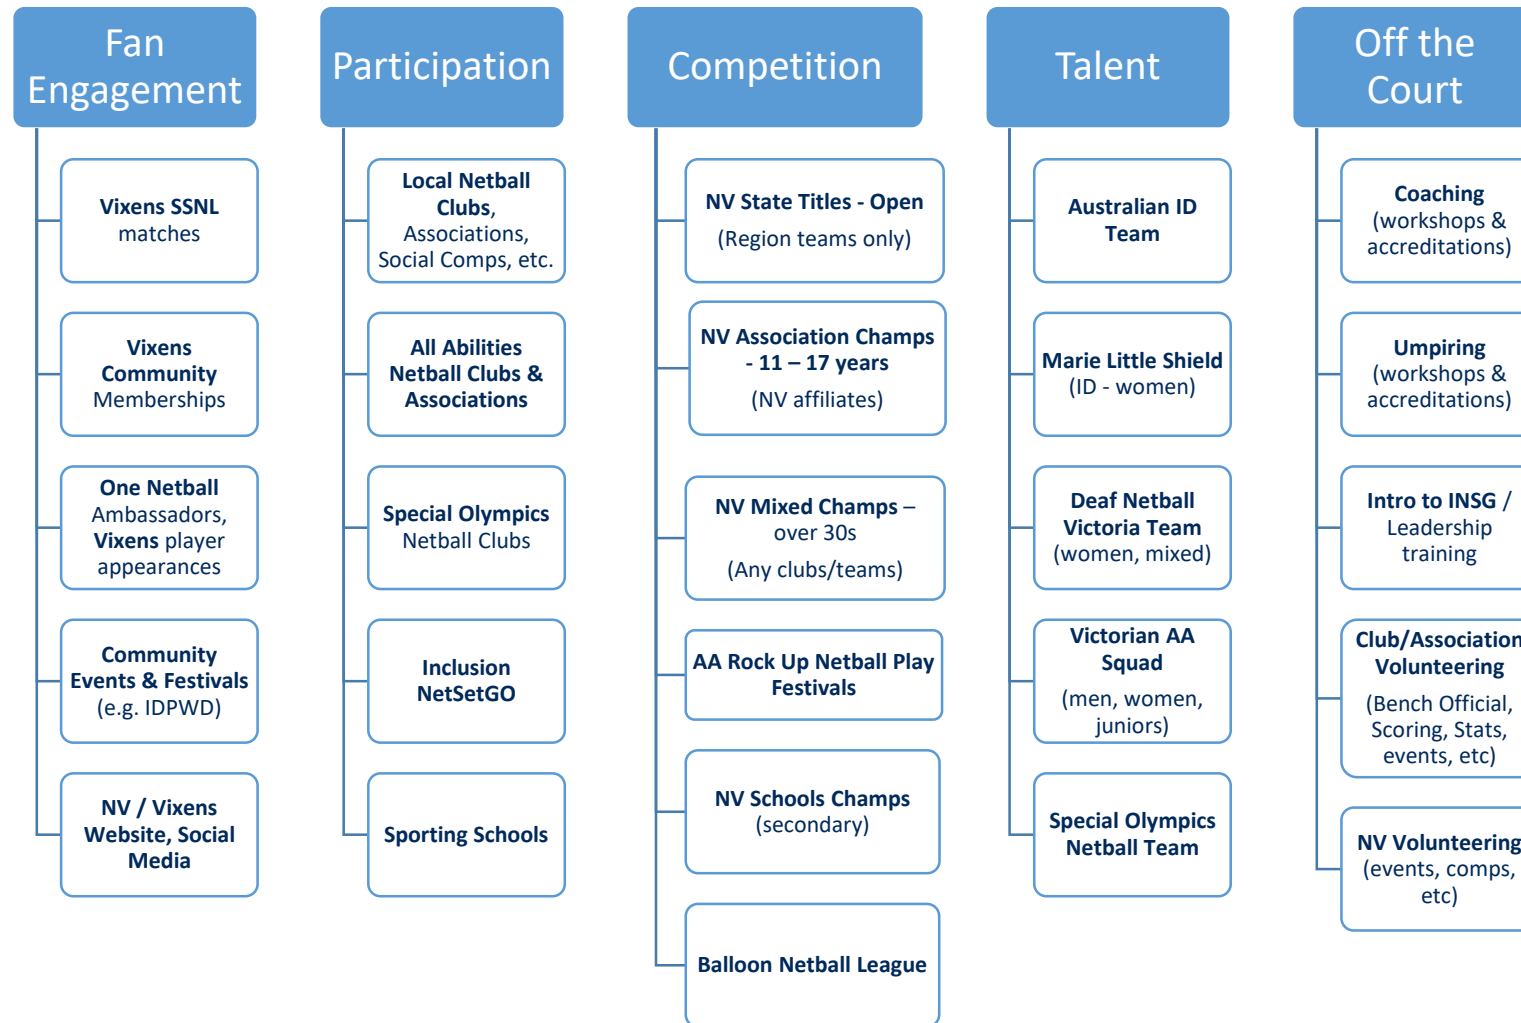 Fan
Engagement
Vixens SSNL
matches
Vixens
Community
Memberships
One Netball
Ambassadors,
Vixens player
appearances
Community
Events & Festivals
(e.g. IDPWD)
NV / Vixens
Website, Social
Media
Participation
Local Netball
Clubs,
Associations,
Social Comps, etc.
All Abilities
Netball Clubs &
Associations
Special Olympics
Netball Clubs
Inclusion
NetSetGO
Sporting Schools
Competition
NV State Titles - Open
(Region teams only)
NV Association Champs
- 11 – 17 years
(NV affiliates)
NV Mixed Champs –
over 30s
(Any clubs/teams)
AA Rock Up Netball Play
Festivals
NV Schools Champs
(secondary)
Balloon Netball League
Talent
Australian ID
Team
Marie Little Shield
(ID - women)
Deaf Netball
Victoria Team
(women, mixed)
Victorian AA
Squad
(men, women,
juniors)
Special Olympics
Netball Team
Off the
Court
Coaching
(workshops &
accreditations)
Umpiring
(workshops &
accreditations)
Intro to INSG /
Leadership
training
Club/Association
Volunteering
(Bench Official,
Scoring, Stats,
events, etc)
NV Volunteering
(events, comps,
etc)